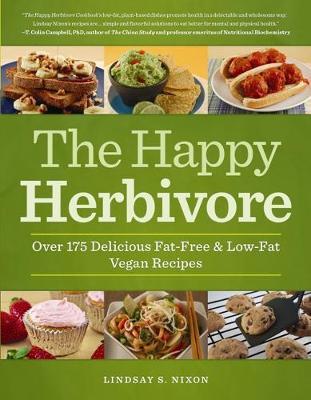 "The Happy Herbivore Cookbook's low-fat, plant-based dishes promote health in a delectable and wholesome way.
Lindsay Nixon's recipes are ... simple and flavorful solutions to eat better for mental and physical health."
—T. Colin Campbell, PhD, author of The China Study and professor emeritus of Nutritional Biochemistry
The Happy
Herbivore
Over 175 Delicious Fat-Free & Low-Fat
Vegan Recipes
LINDSAY S. NIXON